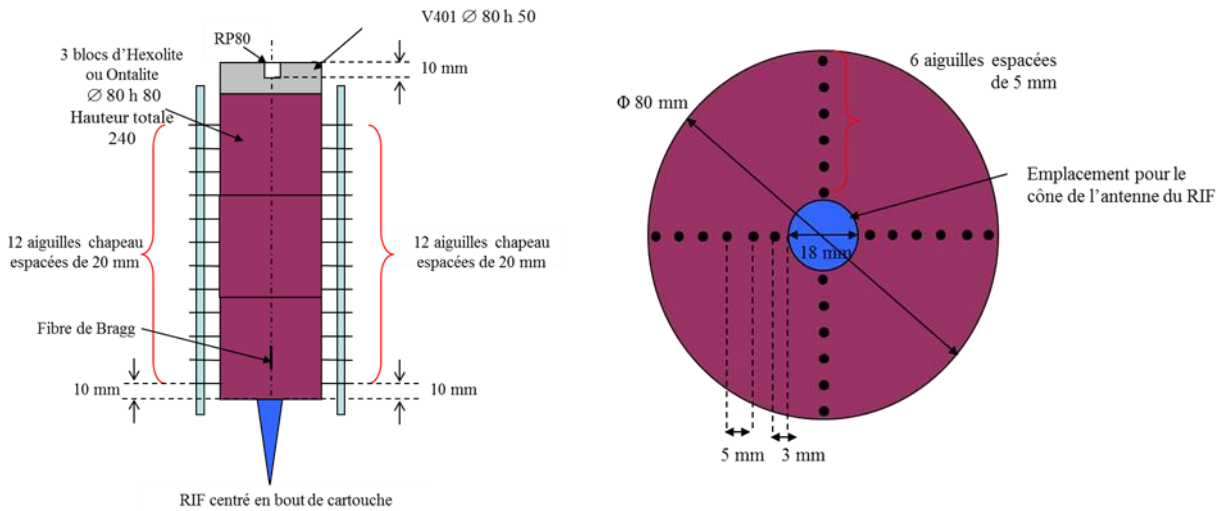 V401 ∅ 80 h 50
RP80
3 blocs d'Hexolite
ou Ontalite
∅ 80 h 80
Hauteur totale
240
10 mm
12 aiguilles chapeau
espacées de 20 mm
12 aiguilles chapeau
espacées de 20 mm
Fibre de Bragg
10 mm
10 mm
RIF centré en bout de cartouche
6 aiguilles espacées
de 5 mm
Φ 80 mm
Emplacement pour le
cône de l'antenne du RIF
18 mm
5 mm
3 mm